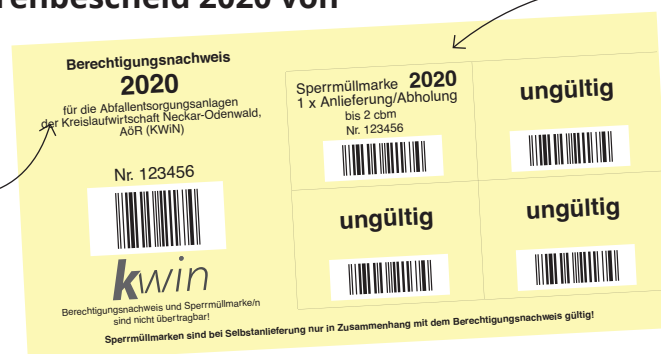 renbescheid 2020 von
Berechtigungsnachweis
2020
für die Abfallentsorgungsanlagen
der Kreislaufwirtschaft Neckar-Odenwald,
AöR (KWiN)
Nr. 123456
kwin
Berechtigungsnachweis und Sperrmüllmarke/n
sind nicht übertragbar!
Sperrmüllmarke 2020
1 x Anlieferung/Abholung
bis 2 cbm
Nr. 123456
ungültig
ungültig
ungültig
Sperrmüllmarken sind bei Selbstanlieferung nur in Zusammenhang mit dem Berechtigungsnachweis gültig!